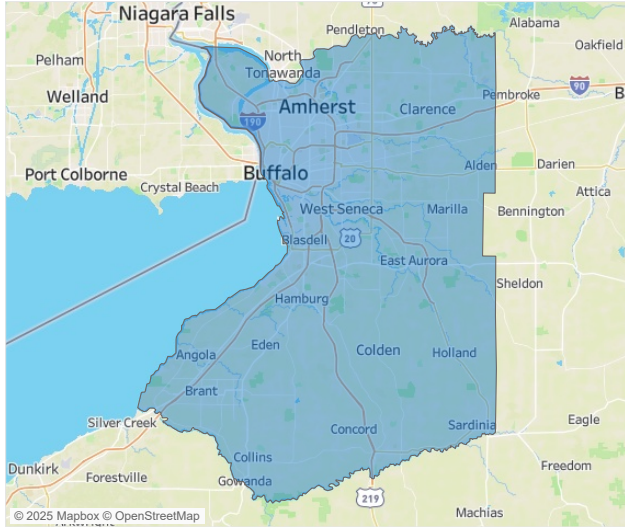 Niagara Falls
Pendleton
Alabama
North
Tonawanda
Oakfield
Pelham
Welland
Amherst
Clarence
Pembroke
90
190
Port Colborne
Crystal Beach
Buffalo
Alden
Darien
Attica
West Seneca
Marilla
Bennington
Blasdell
20
East Aurora
Sheldon
Hamburg
Angola
Eden
Colden
Holland
Brant
Silver Creek
Concord
Sardinia
Eagle
Dunkirk
Forestville
Collins
Gowanda
Freedom
219
Machias
© 2025 Mapbox © OpenStreetMap